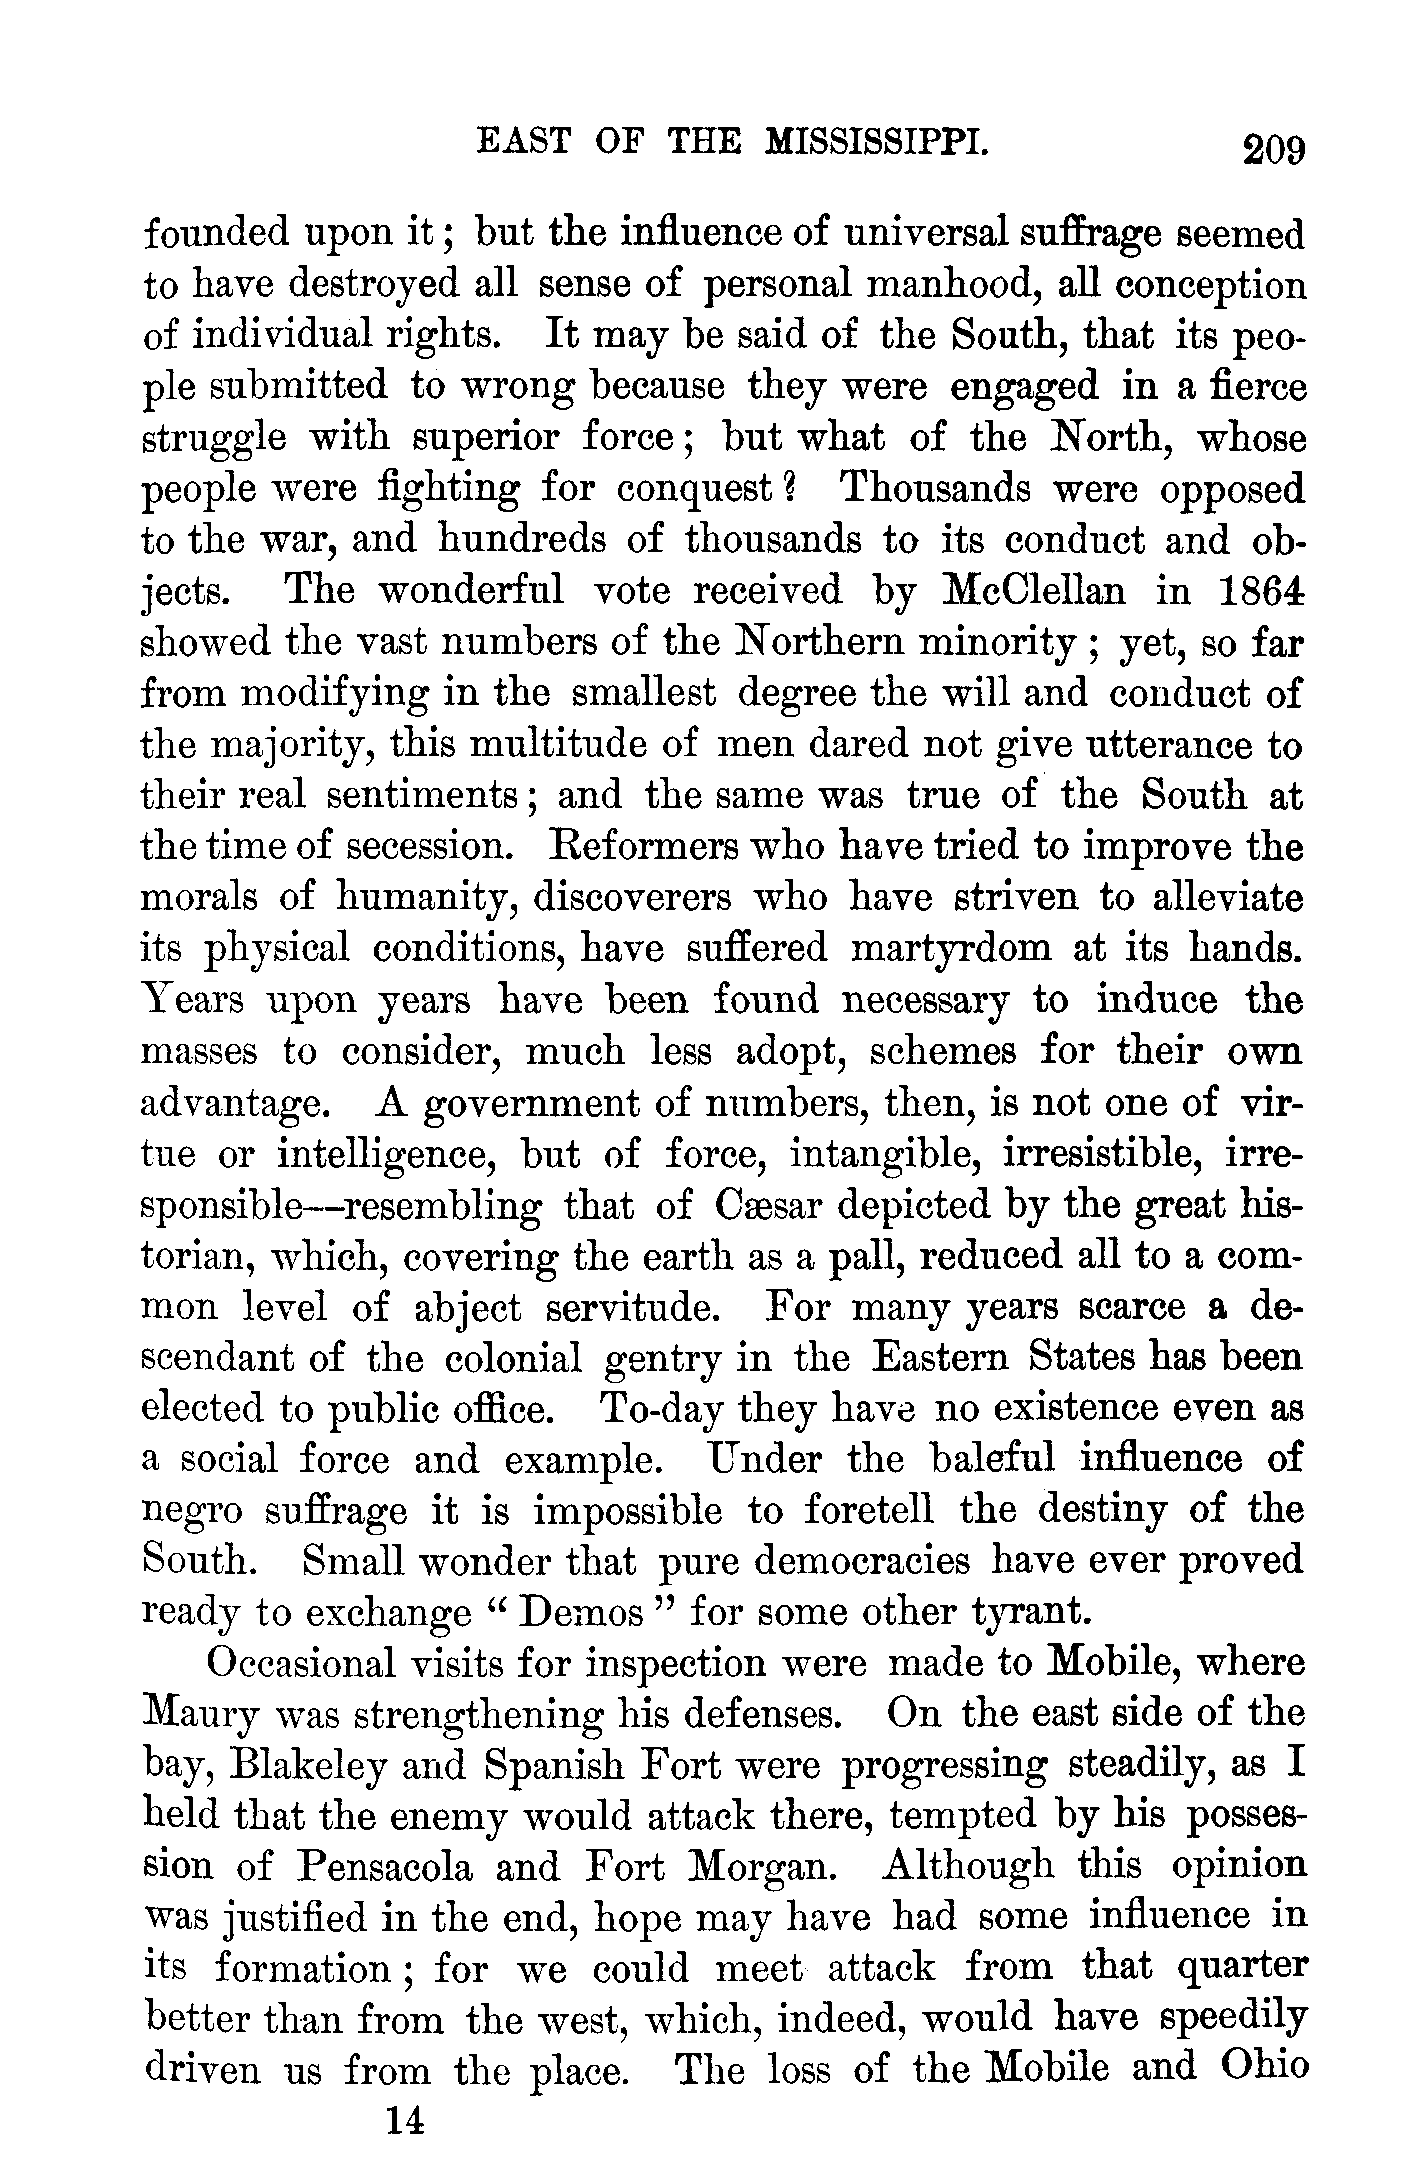 EAST OF THE MISSISSIPPI. 209
founded upon it; but the influence of universal suffrage seemed
to have destroyed all sense of personal manhood, all conception
of individual rights. It may be said of the South, that its peo-
ple submitted to wrong because they were engaged in a fierce
struggle with superior force; but what of the North, whose
people were fighting for conquest? Thousands were opposed
to the war, and hundreds of thousands to its conduct and ob-
jects. The wonderful vote received by McClellan in 1864
showed the vast numbers of the Northern minority; yet, so far
from modifying in the smallest degree the will and conduct of
the majority, this multitude of men dared not give utterance to
their real sentiments; and the same was true of the South at
the time of secession. Reformers who have tried to improve the
morals of humanity, discoverers who have striven to alleviate
its physical conditions, have suffered martyrdom at its hands.
Years upon years have been found necessary to induce the
masses to consider, much less adopt, schemes for their own
advantage. A government of numbers, then, is not one of vir-
tue or intelligence, but of force, intangible, irresistible, irre-
sponsible—resembling that of Cæsar depicted by the great his-
torian, which, covering the earth as a pall, reduced all to a com-
mon level of abject servitude. For many years scarce a de-
scendant of the colonial gentry in the Eastern States has been
elected to public office. To-day they have no existence even as
a social force and example. Under the baleful influence of
negro suffrage it is impossible to foretell the destiny of the
South. Small wonder that pure democracies have ever proved
ready to exchange “Demos” for some other tyrant.
Occasional visits for inspection were made to Mobile, where
Maury was strengthening his defenses. On the east side of the
bay, Blakeley and Spanish Fort were progressing steadily, as I
held that the enemy would attack there, tempted by his posses-
sion of Pensacola and Fort Morgan. Although this opinion
was justified in the end, hope may have had some influence in
its formation; for we could meet attack from that quarter
better than from the west, which, indeed, would have speedily
driven us from the place. The loss of the Mobile and Ohio
14